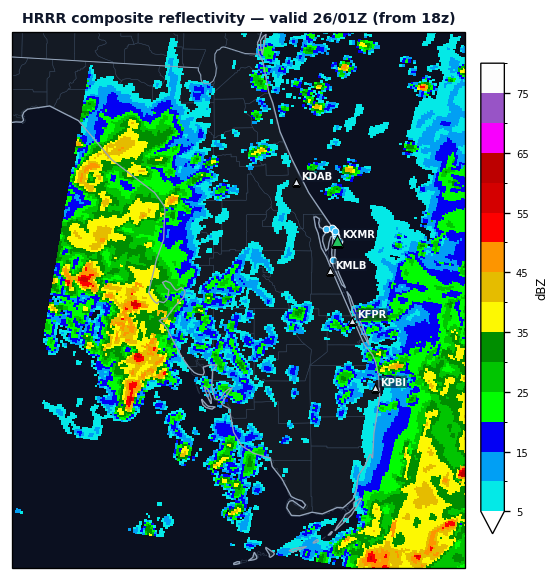 HRRR composite reflectivity — valid 26/01Z (from 18z)
KDAB
KXMR
KMLB
KFPR
KPBI
75
65
55
45
35
25
15
5
dBZ